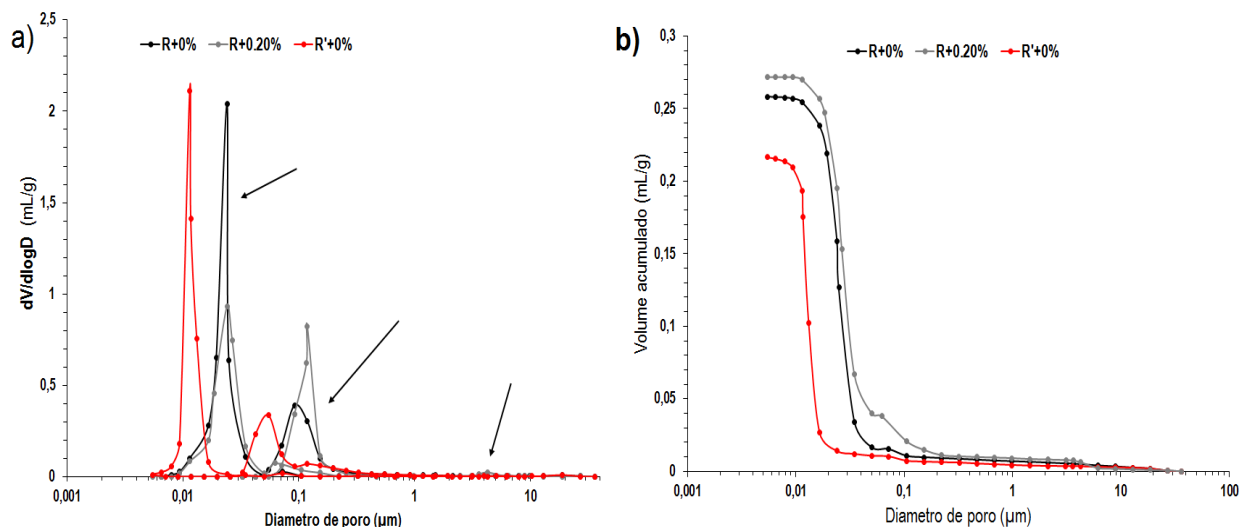 a)
2,5
2
1,5
1
0,5
0
dV/dlogD (mL/g)
R+0% R+0.20% R'+0%
0,001 0,01 0,1 1 10
Diametro de poro (µm)
b)
0,3
0,25
0,2
0,15
0,1
0,05
0
Volume acumulado (mL/g)
R+0% R+0.20% R'+0%
0,001 0,01 0,1 1 10 100
Diametro de poro (µm)